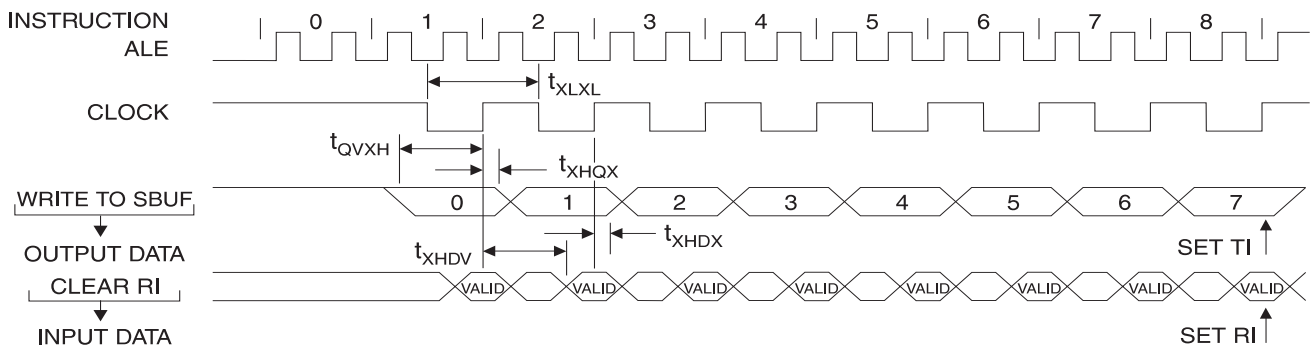 INSTRUCTION 0 1 2 3 4 5 6 7 8
ALE
tXLXL
CLOCK
tQVXH
tXHQX
WRITE TO SBUF 0 1 2 3 4 5 6 7
tXHDV tXHDX
OUTPUT DATA SET TI
CLEAR RI VALID VALID VALID VALID VALID VALID VALID VALID
INPUT DATA SET RI